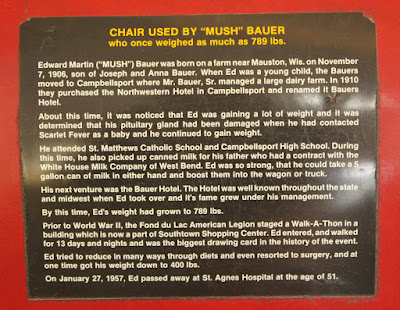 CHAIR USED BY "MUSH" BAUER
who once weighed as much as 789 lbs.
Edward Martin ("MUSH") Bauer was born on a farm near Mauston, Wis. on November
7, 1906, son of Joseph and Anna Bauer. When Ed was a young child, the Bauers
moved to Campbellsport where Mr. Bauer, Sr. managed a large dairy farm. In 1910
they purchased the Northwestern Hotel in Campbellsport and renamed it Bauers
Hotel.
About this time, it was noticed that Ed was gaining a lot of weight and it was
determined that his pituitary gland had been damaged when he had contacted
Scarlet Fever as a baby and he continued to gain weight.
He attended St. Matthews Catholic School and Campbellsport High School. During
this time, he also picked up canned milk for his father who had a contract with the
White House Milk Company of West Bend. Ed was so strong, that he could take a 5
gallon can of milk in either hand and boost them into the wagon or truck.
His next venture was the Bauer Hotel. The Hotel was well known throughout the state
and midwest when Ed took over and it's fame grew under his management.
By this time, Ed's weight had grown to 789 lbs.
Prior to World War II, the Fond du Lac American Legion staged a Walk-A-Thon in a
building which is now a part of Southtown Shopping Center. Ed entered, and walked
for 13 days and nights and was the biggest drawing card in the history of the event.
Ed tried to reduce in many ways through diets and even resorted to surgery, and at
one time got his weight down to 400 lbs.
On January 27, 1957, Ed passed away at St. Agnes Hospital at the age of 51.